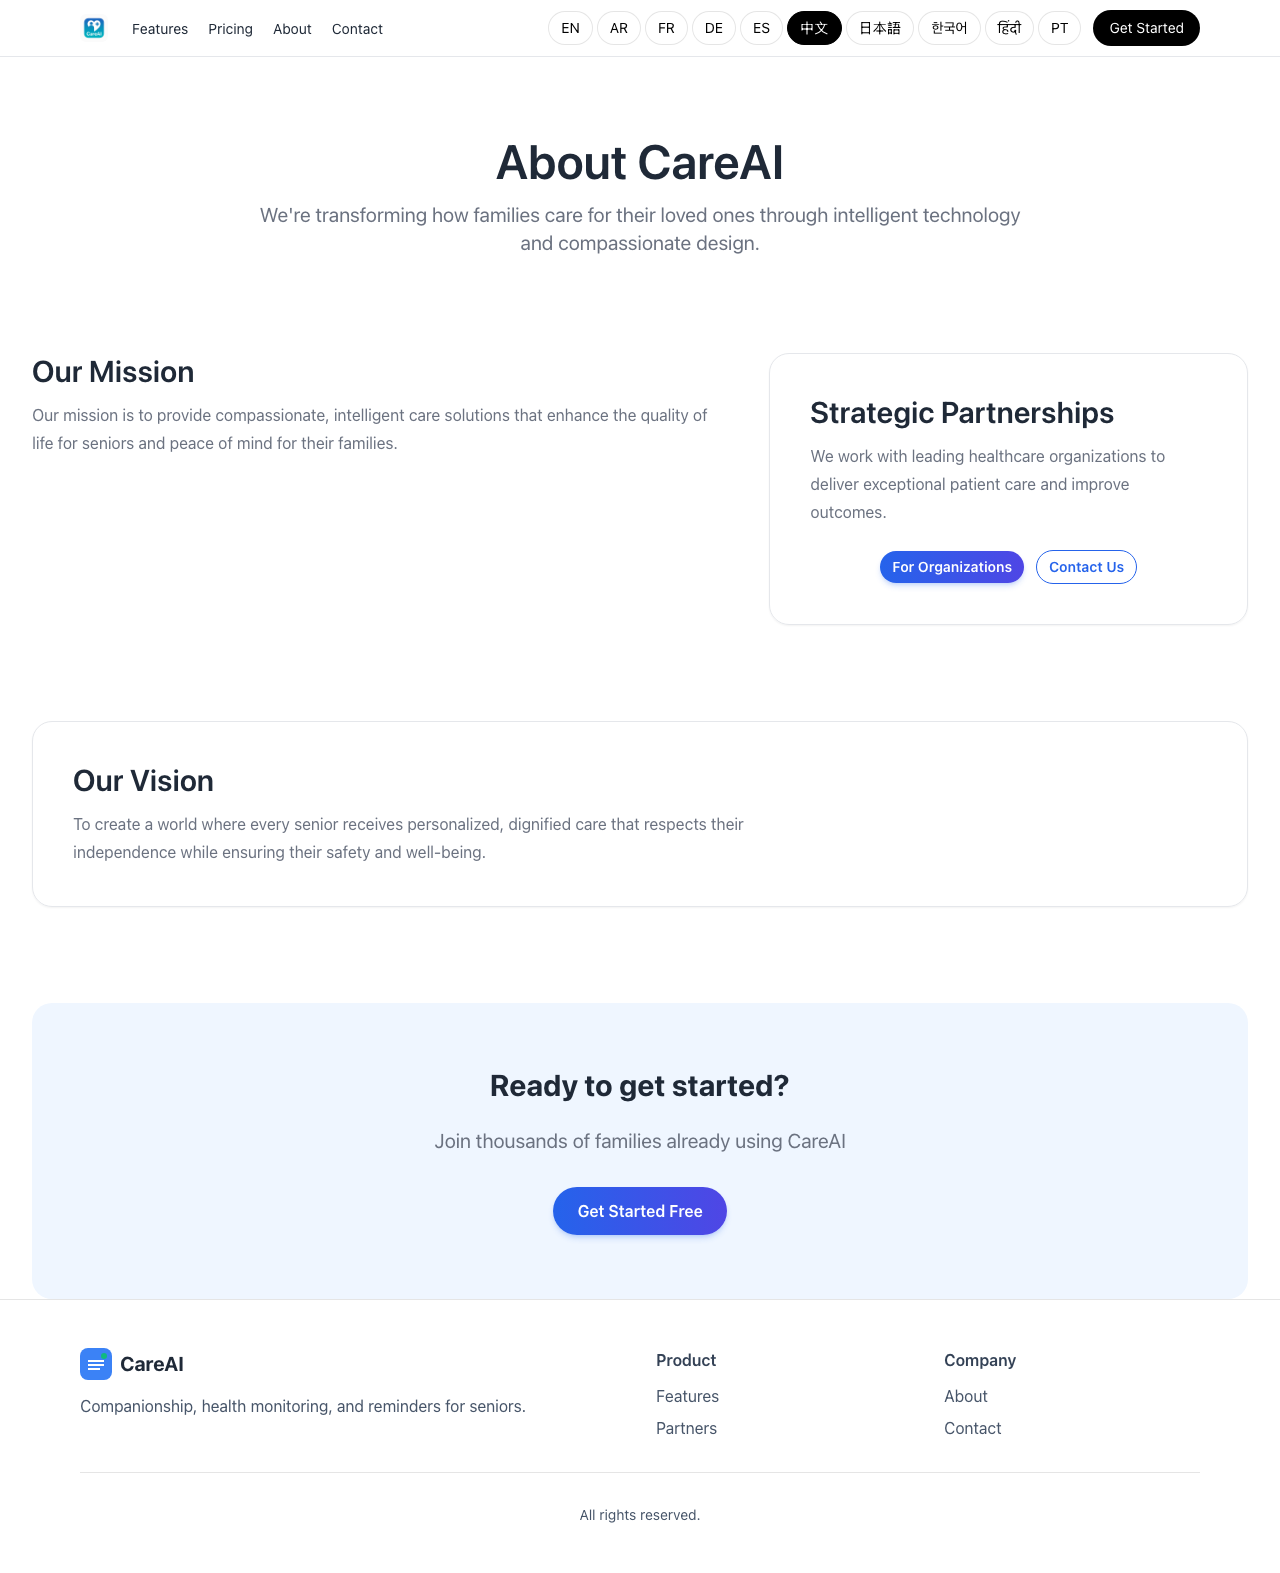 CareAI
Features
Pricing
About
Contact
EN
AR
FR
DE
ES
中文
日本語
한국어
हिंदी
PT
Get Started
About CareAI
We're transforming how families care for their loved ones through intelligent technology
and compassionate design.
Our Mission
Our mission is to provide compassionate, intelligent care solutions that enhance the quality of
life for seniors and peace of mind for their families.
Strategic Partnerships
We work with leading healthcare organizations to
deliver exceptional patient care and improve
outcomes.
For Organizations
Contact Us
Our Vision
To create a world where every senior receives personalized, dignified care that respects their
independence while ensuring their safety and well-being.
Ready to get started?
Join thousands of families already using CareAI
Get Started Free
CareAI
Companionship, health monitoring, and reminders for seniors.
Product
Features
Partners
Company
About
Contact
All rights reserved.